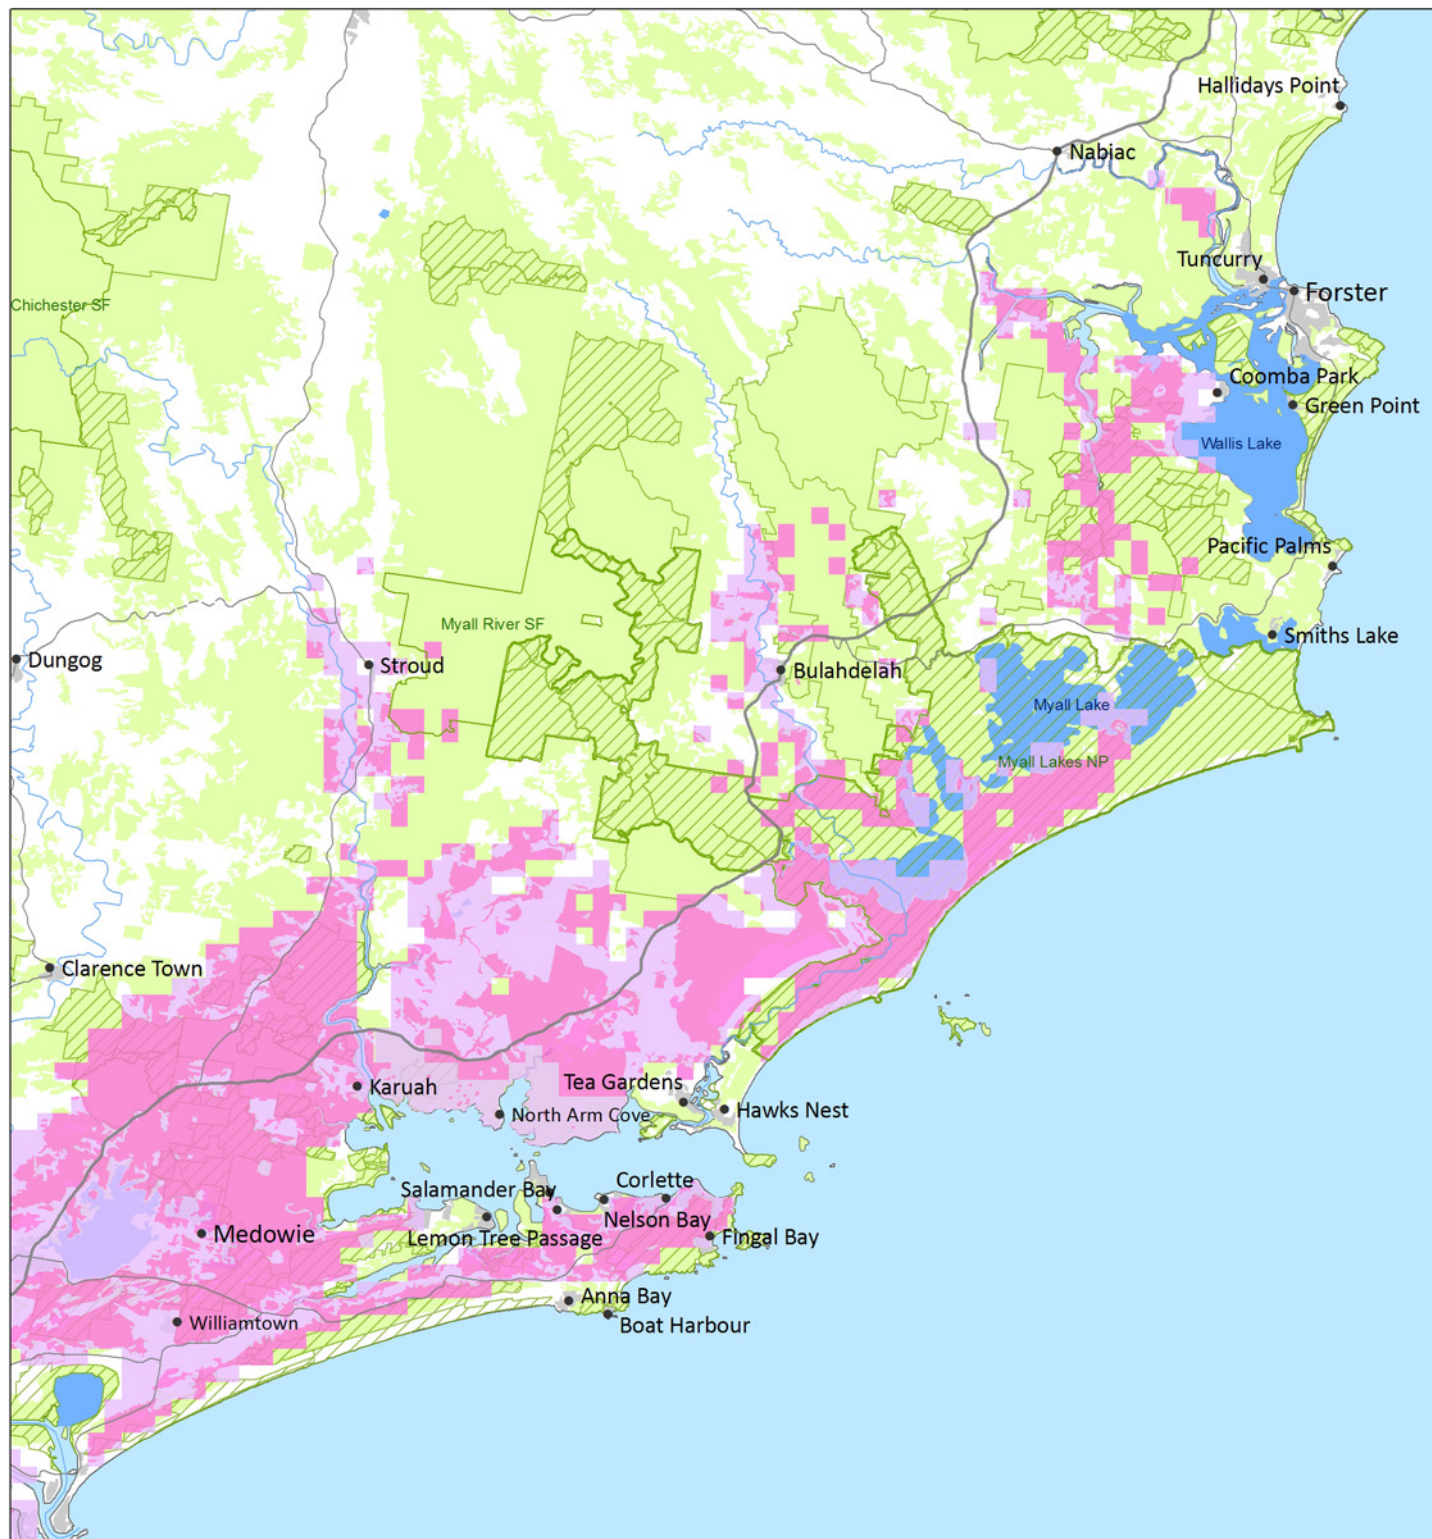 Hallidays Point
Nabiac
Tuncurry
Forster
Chichester SF
Coomba Park
Green Point
Wallis Lake
Pacific Palms
Myall River SF
Smiths Lake
Dungog
Stroud
Bulahdelah
Myall Lake
Myall Lakes NP
Clarence Town
Karuah
Tea Gardens
North Arm Cove
Hawks Nest
Corlette
Salamander Bay
Nelson Bay
Medowie
Lemon Tree Passage
Fingal Bay
Anna Bay
Williamtown
Boat Harbour